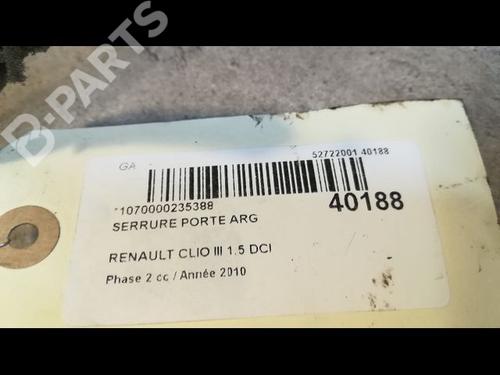 B-PARTS
GA
52722001 40188
*1070000235388
40188
SERRURE PORTE ARG
RENAULT CLIO III 1.5 DCI
Phase 2 cc / Année 2010